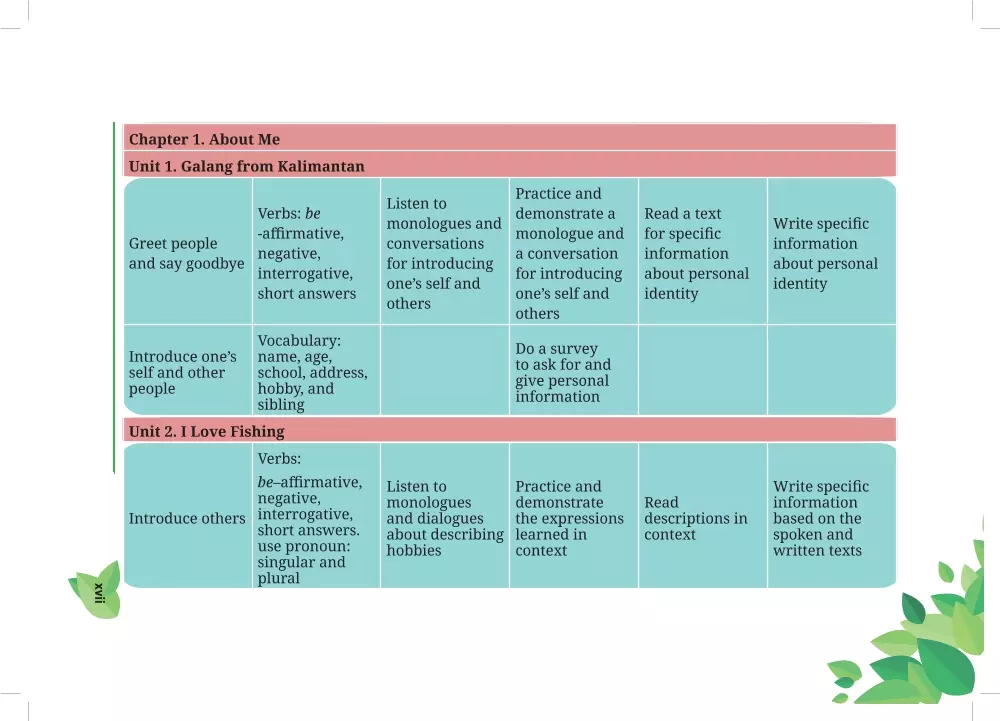 Chapter 1. About Me
Unit 1. Galang from Kalimantan
Greet people
and say goodbye
Verbs: be
-affirmative,
negative,
interrogative,
short answers
Listen to
monologues and
conversations
for introducing
one’s self and
others
Practice and
demonstrate a
monologue and
a conversation
for introducing
one’s self and
others
Read a text
for specific
information
about personal
identity
Write specific
information
about personal
identity
Introduce one’s
self and other
people
Vocabulary:
name, age,
school, address,
hobby, and
sibling
Do a survey
to ask for and
give personal
information
Unit 2. I Love Fishing
Introduce others
Verbs:
be–affirmative,
negative,
interrogative,
short answers.
use pronoun:
singular and
plural
Listen to
monologues
and dialogues
about describing
hobbies
Practice and
demonstrate
the expressions
learned in
context
Read
descriptions in
context
Write specific
information
based on the
spoken and
written texts
xvii